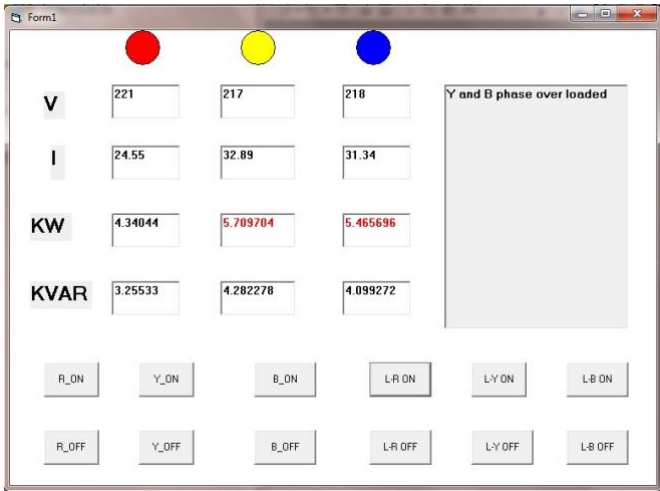 Form1
V 221 217 218 Y and B phase over loaded
I 24.55 32.89 31.34
KW 4.34044 5.709704 5.465696
KVAR 3.25533 4.282278 4.099272
R_ON Y_ON B_ON L-R ON L-Y ON L-B ON
R_OFF Y_OFF B_OFF L-R OFF L-Y OFF L-B OFF